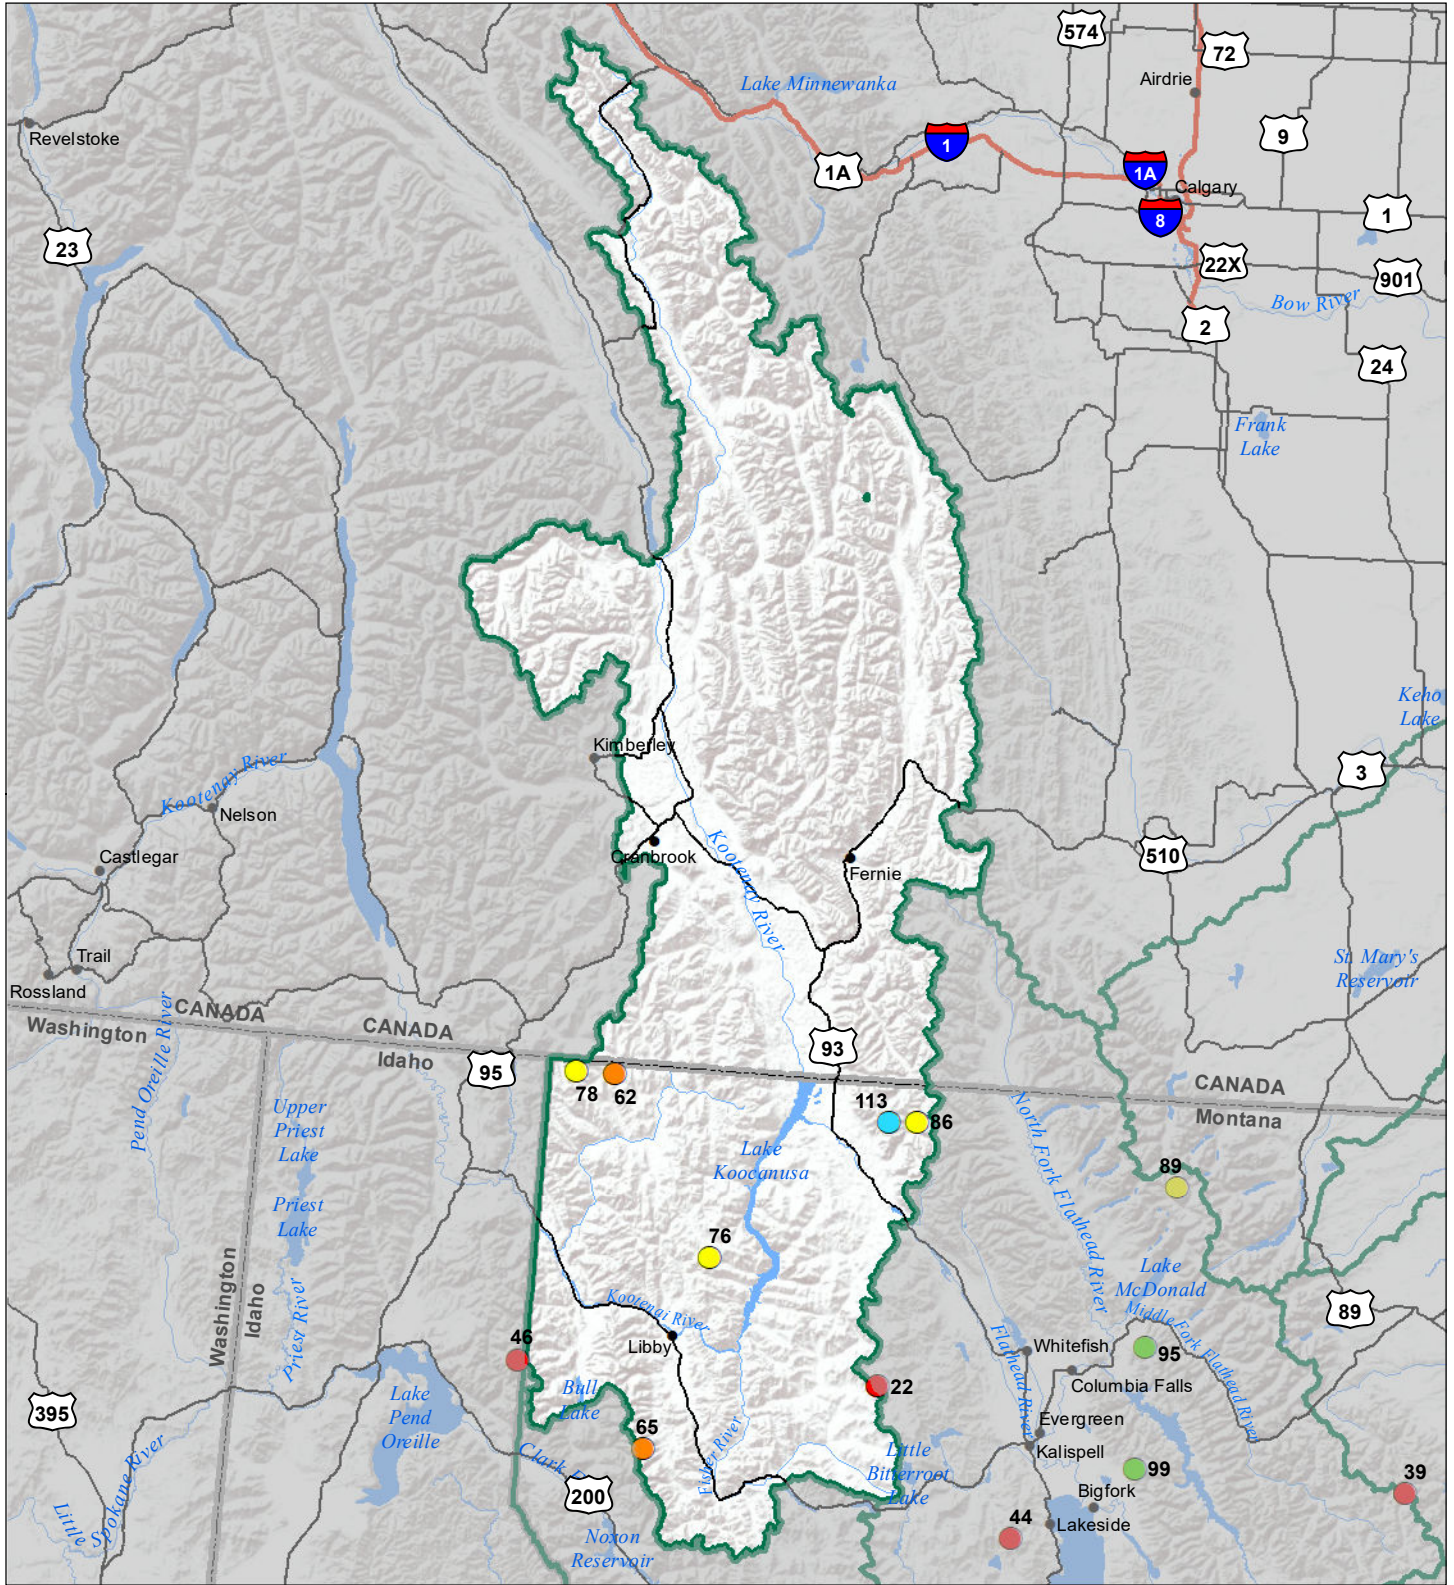 574
72
Airdrie
Lake Minnewanka
Revelstoke
9
1
1A
1A
Calgary
8
1
23
22X
901
Bow River
2
24
Frank
Lake
Keho
Lake
Kimberley
3
Kootenay River
Nelson
Cranbrook
Kootenay River
Fernie
510
Castlegar
Trail
Rossland
St. Mary's
Reservoir
CANADA
Washington
CANADA
Idaho
93
95
78
62
CANADA
Montana
Pend Oreille River
Upper
Priest
Lake
113
86
North Fork Flathead River
Lake
Koocanusa
89
Priest
Lake
76
Washington
Idaho
Priest River
Lake
McDonald
Middle Fork Flathead River
89
Kootenai River
Libby
46
Flathead River
Whitefish
95
Columbia Falls
22
395
Lake
Pend
Oreille
Bull
Lake
65
Evergreen
Kalispell
Fisher River
Little
Bitterroot
Lake
Clark
99
39
Little
Spokane River
200
Bigfork
44
Lakeside
Noxon
Reservoir